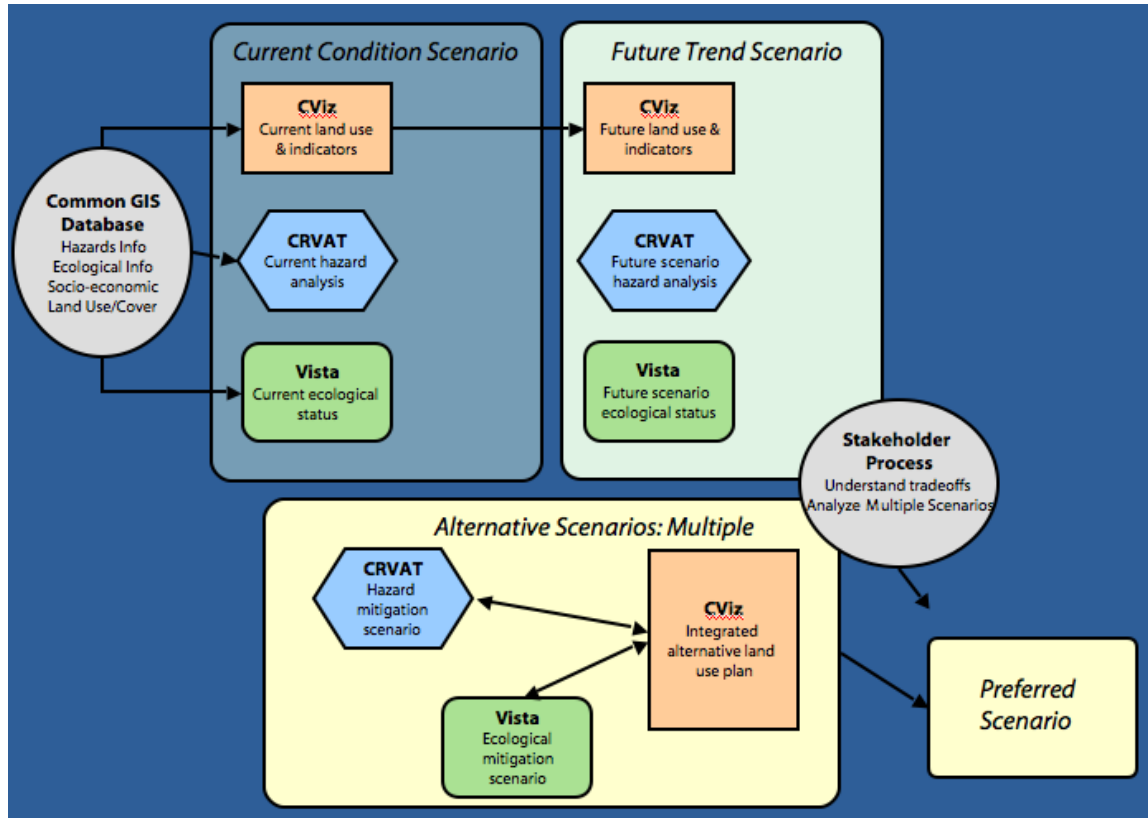 Current Condition Scenario
CViz
Current land use
& indicators
CRVAT
Current hazard
analysis
Vista
Current ecological
status
Future Trend Scenario
CViz
Future land use &
indicators
CRVAT
Future scenario
hazard analysis
Vista
Future scenario
ecological status
Common GIS
Database
Hazards Info
Ecological Info
Socio-economic
Land Use/Cover
Stakeholder
Process
Understand tradeoffs
Analyze Multiple Scenarios
Alternative Scenarios: Multiple
CRVAT
Hazard
mitigation
scenario
CViz
Integrated
alternative land
use plan
Vista
Ecological
mitigation
scenario
Preferred
Scenario